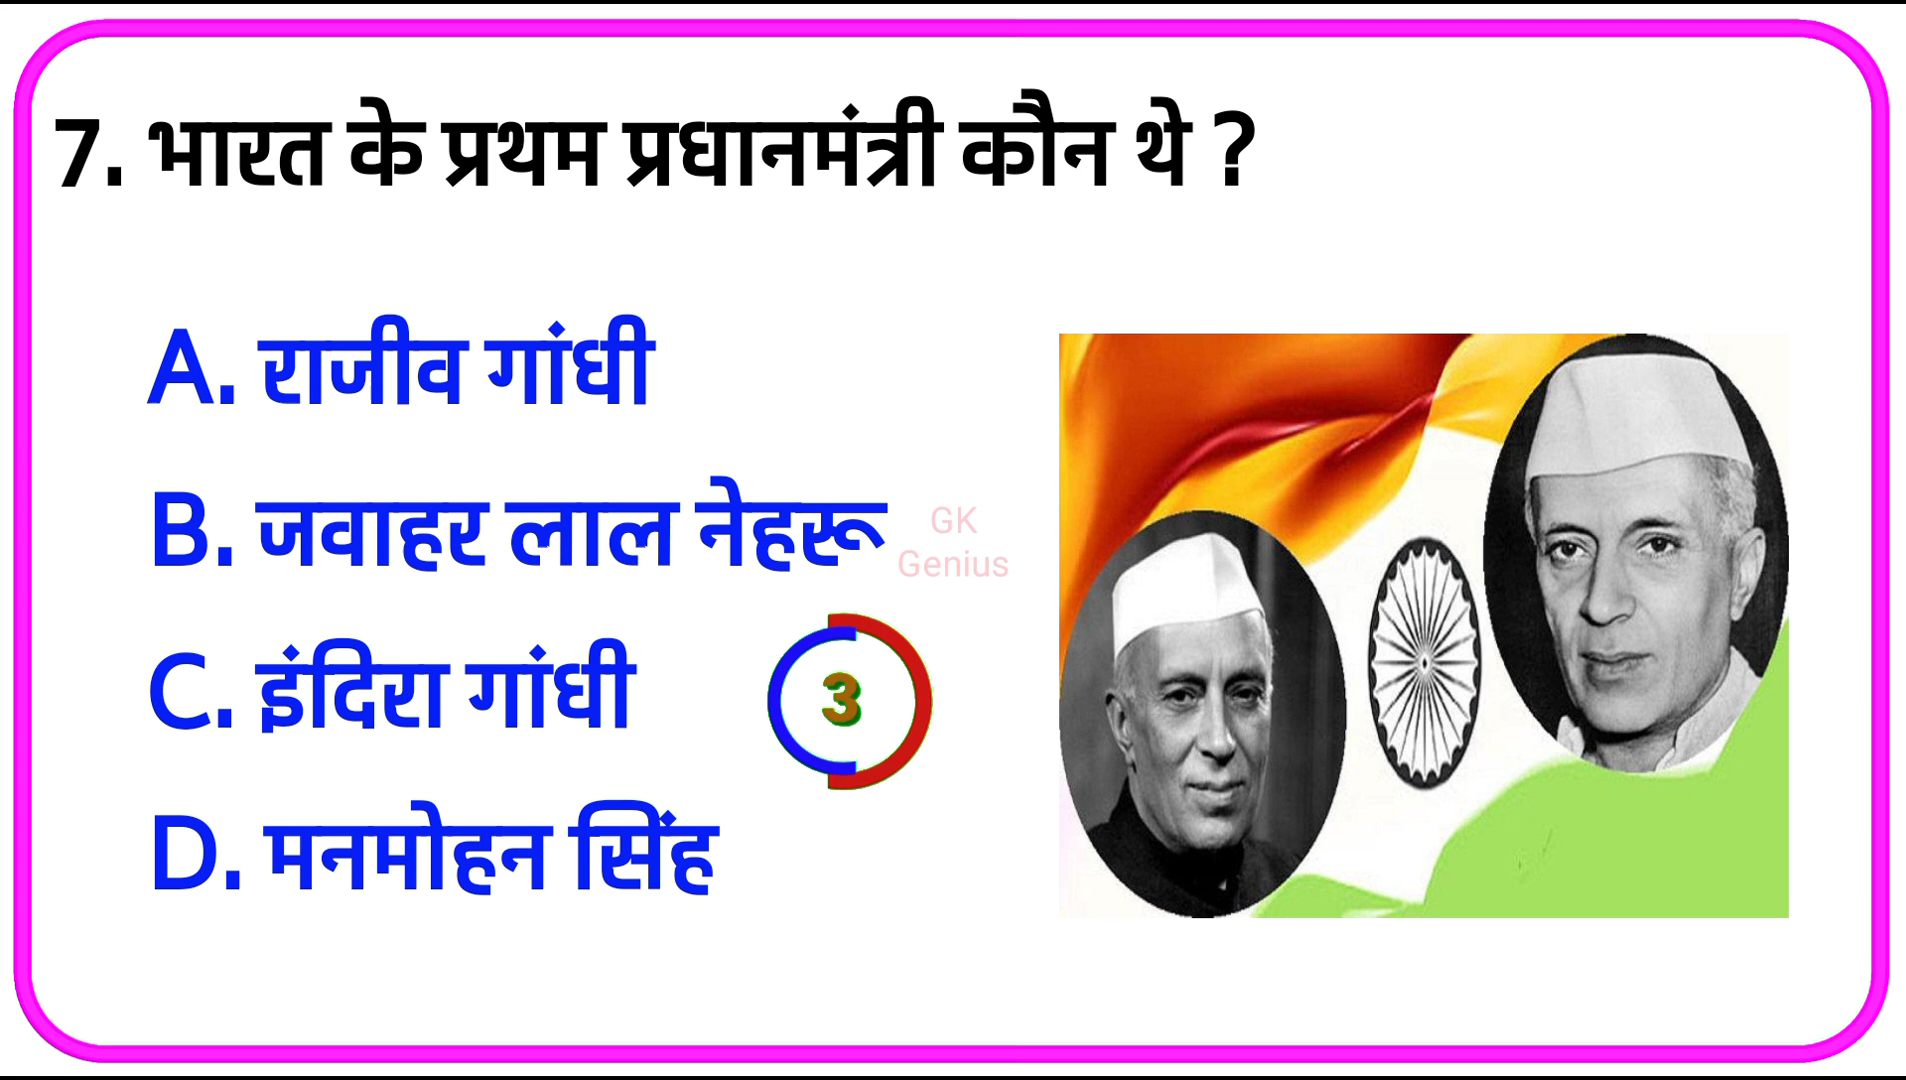 7. भारत के प्रथम प्रधानमंत्री कौन थे ?
A. राजीव गांधी
B. जवाहर लाल नेहरू
GK
Genius
C. इंदिरा गांधी
3
D. मनमोहन सिंह